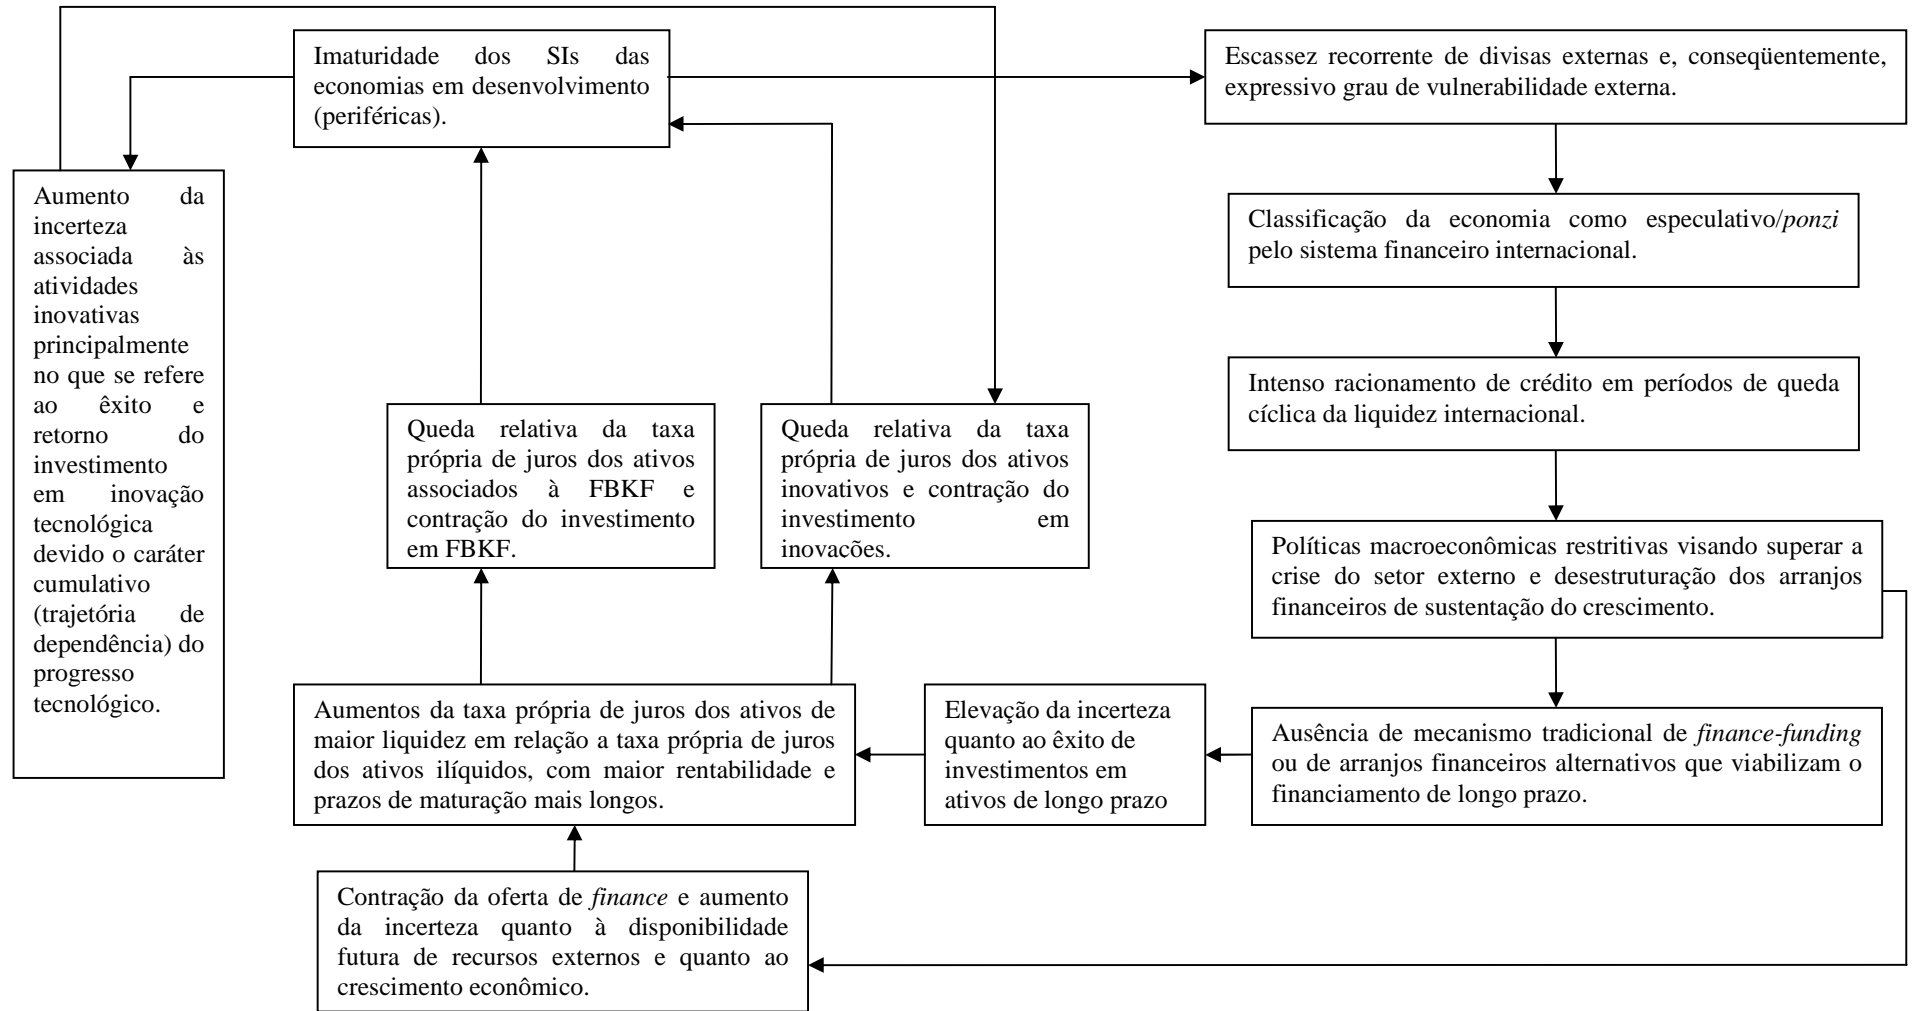 Imaturidade dos SIs das
economias em desenvolvimento
(periféricas).
Escassez recorrente de divisas externas e, conseqüentemente,
expressivo grau de vulnerabilidade externa.
Aumento da
incerteza
associada às
atividades
inovativas
principalmente
no que se refere
ao êxito e
retorno do
investimento
em inovação
tecnológica
devido o caráter
cumulativo
(trajetória de
dependência) do
progresso
tecnológico.
Classificação da economia como especulativo/ponzi
pelo sistema financeiro internacional.
Intenso racionamento de crédito em períodos de queda
cíclica da liquidez internacional.
Queda relativa da taxa
própria de juros dos ativos
associados à FBKF e
contração do investimento
em FBKF.
Queda relativa da taxa
própria de juros dos ativos
inovativos e contração do
investimento em
inovacões.
Políticas macroeconômicas restritivas visando superar a
crise do setor externo e desestruturação dos arranjos
financeiros de sustentação do crescimento.
Aumentos da taxa própria de juros dos ativos de
maior liquidez em relação a taxa própria de juros
dos ativos ilíquidos, com maior rentabilidade e
prazos de maturação mais longos.
Elevação da incerteza
quanto ao êxito de
investimentos em
ativos de longo prazo
Ausência de mecanismo tradicional de finance-funding
ou de arranjos financeiros alternativos que viabilizam o
financiamento de longo prazo.
Contração da oferta de finance e aumento
da incerteza quanto à disponibilidade
futura de recursos externos e quanto ao
crescimento econômico.